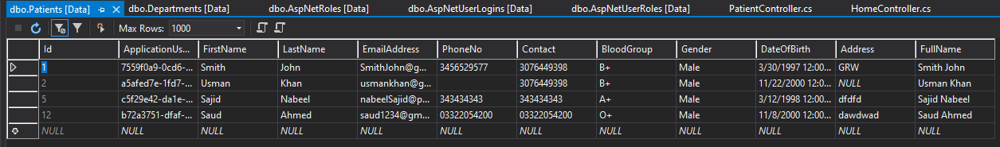 dbo.Patients [Data] dbo.Departments [Data] dbo.AspNetRoles [Data] dbo.AspNetUserLogins [Data] dbo.AspNetUserRoles [Data] PatientController.cs HomeController.cs
Max Rows: 1000
Id ApplicationUs... FirstName LastName EmailAddress PhoneNo Contact BloodGroup Gender DateOfBirth Address FullName
1 7559f0a9-0cd6-... Smith John SmithJohn@g... 3456529577 3076449398 B+ Male 3/30/1997 12:00... GRW Smith John
2 a5afed7e-1fd7-... Usman Khan usmankhan@g... 3076449398 B+ Male 11/22/2000 12:00... NULL Usman Khan
5 c5f29e42-da1e-... Sajid Nabeel nabeelSajid@p... 343434343 343434343 A+ Male 3/12/1998 12:00... dfdfd Sajid Nabeel
12 b72a3751-dfaf-... Saud Ahmed saud1234@gm... 03322054200 03322054200 O+ Male 11/8/2000 12:00... dawdwad Saud Ahmed
NULL NULL NULL NULL NULL NULL NULL NULL NULL NULL NULL NULL